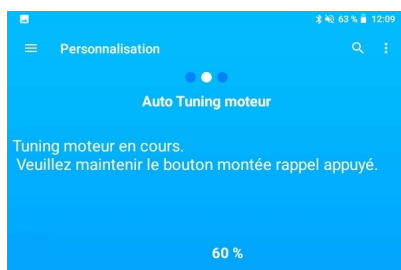 63 % 12:09
Personnalisation
Auto Tuning moteur
Tuning moteur en cours.
Veuillez maintenir le bouton montée rappel appuyé.
60 %